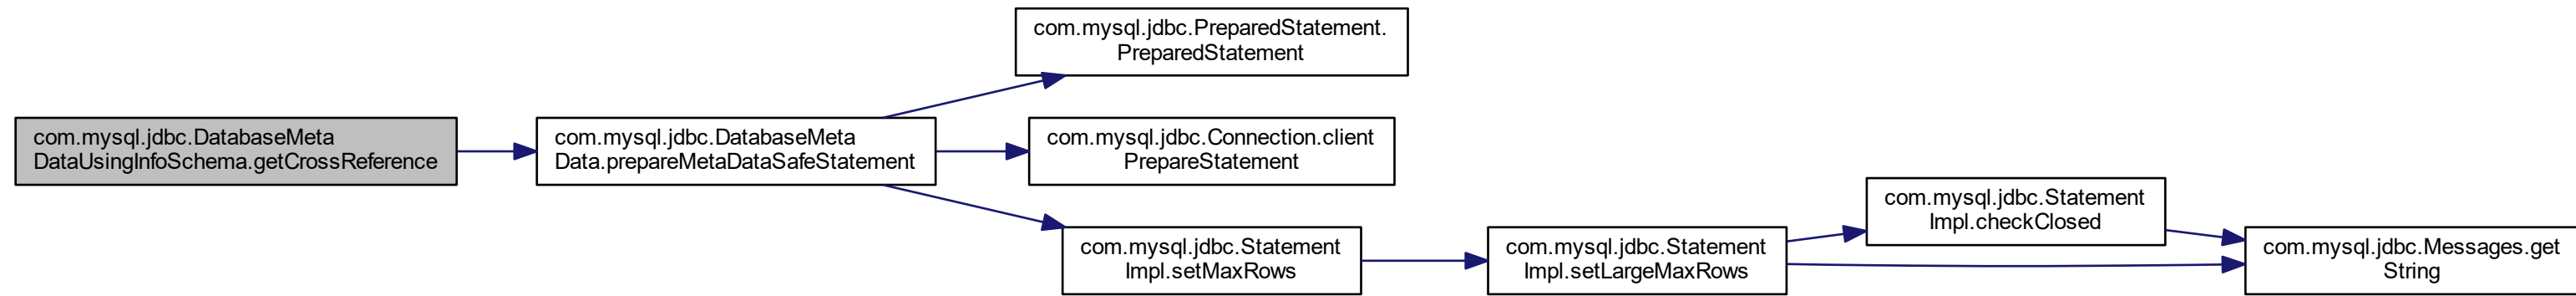 com.mysql.jdbc.DatabaseMeta
DataUsingInfoSchema.getCrossReference
com.mysql.jdbc.DatabaseMeta
Data.prepareMetaDataSafeStatement
com.mysql.jdbc.PreparedStatement.
PreparedStatement
com.mysql.jdbc.Connection.client
PrepareStatement
com.mysql.jdbc.Statement
Impl.setMaxRows
com.mysql.jdbc.Statement
Impl.setLargeMaxRows
com.mysql.jdbc.Statement
Impl.checkClosed
com.mysql.jdbc.Messages.get
String